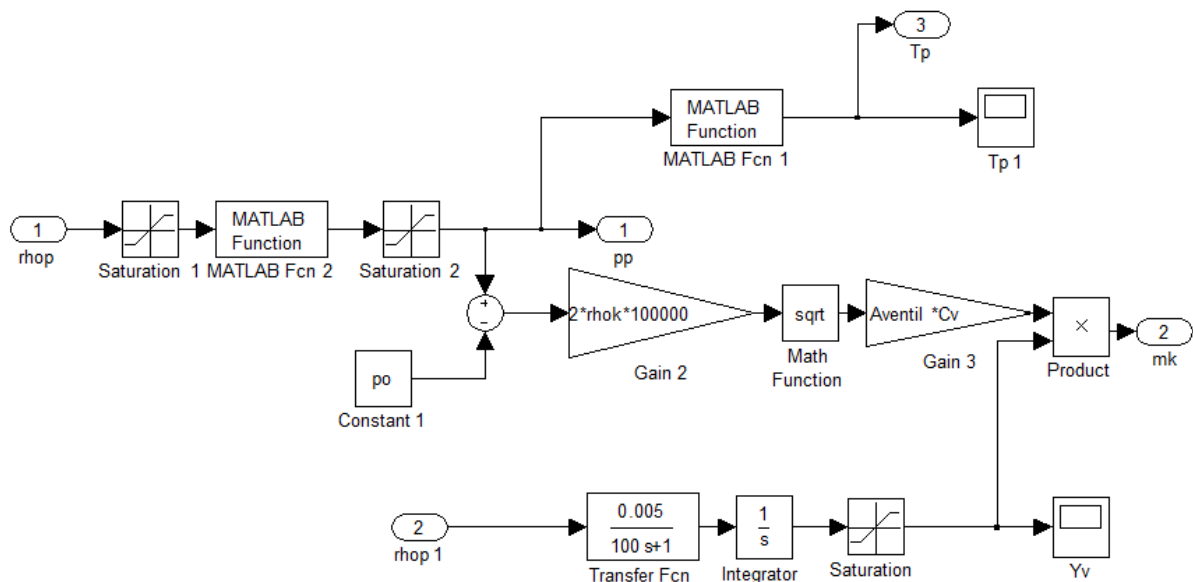 3
Tp
MATLAB
Function
MATLAB Fcn 1
Tp 1
1
rhop
Saturation 1
MATLAB
Function
MATLAB Fcn 2
Saturation 2
1
pp
+
−
po
Constant 1
2*rhok*100000
Gain 2
sqrt
Math
Function
Aventil *Cv
Gain 3
×
Product
2
mk
2
rhop 1
0.005
100 s+1
Transfer Fcn
1
s
Integrator
Saturation
Yv